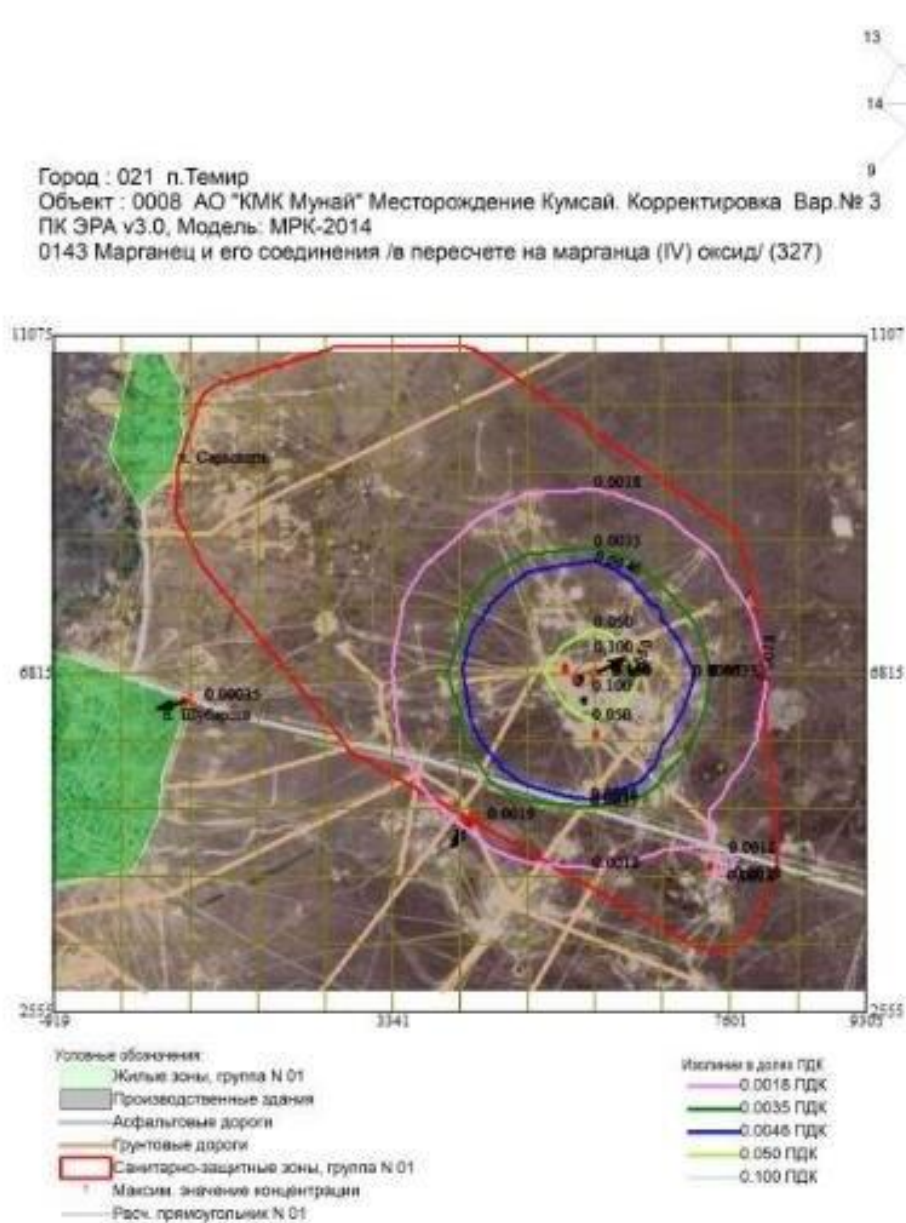 13
14
9
Город : 021 п.Темир
Объект : 0008 АО "КМК Мунай" Месторождение Кумсай. Корректировка Вар.№ 3
ПК ЭРА v3.0, Модель: МРК-2014
0143 Марганец и его соединения /в пересчете на марганца (IV) оксид/ (327)
11075
1107
0.0018
0.0035
0.050
0.100
6815
6815
0.00035
п. Шубарши
0.100
0.050
0.0019
0.0018
0.0018
2555
2555
-919
3341
7601
9305
Условные обозначения:
Жилые зоны, группа N 01
Производственные здания
Асфальтовые дороги
Грунтовые дороги
Санитарно-защитные зоны, группа N 01
Максим. значение концентрации
Расч. прямоугольник N 01
Изолинии в долях ПДК
0.0018 ПДК
0.0035 ПДК
0.0046 ПДК
0.050 ПДК
0.100 ПДК